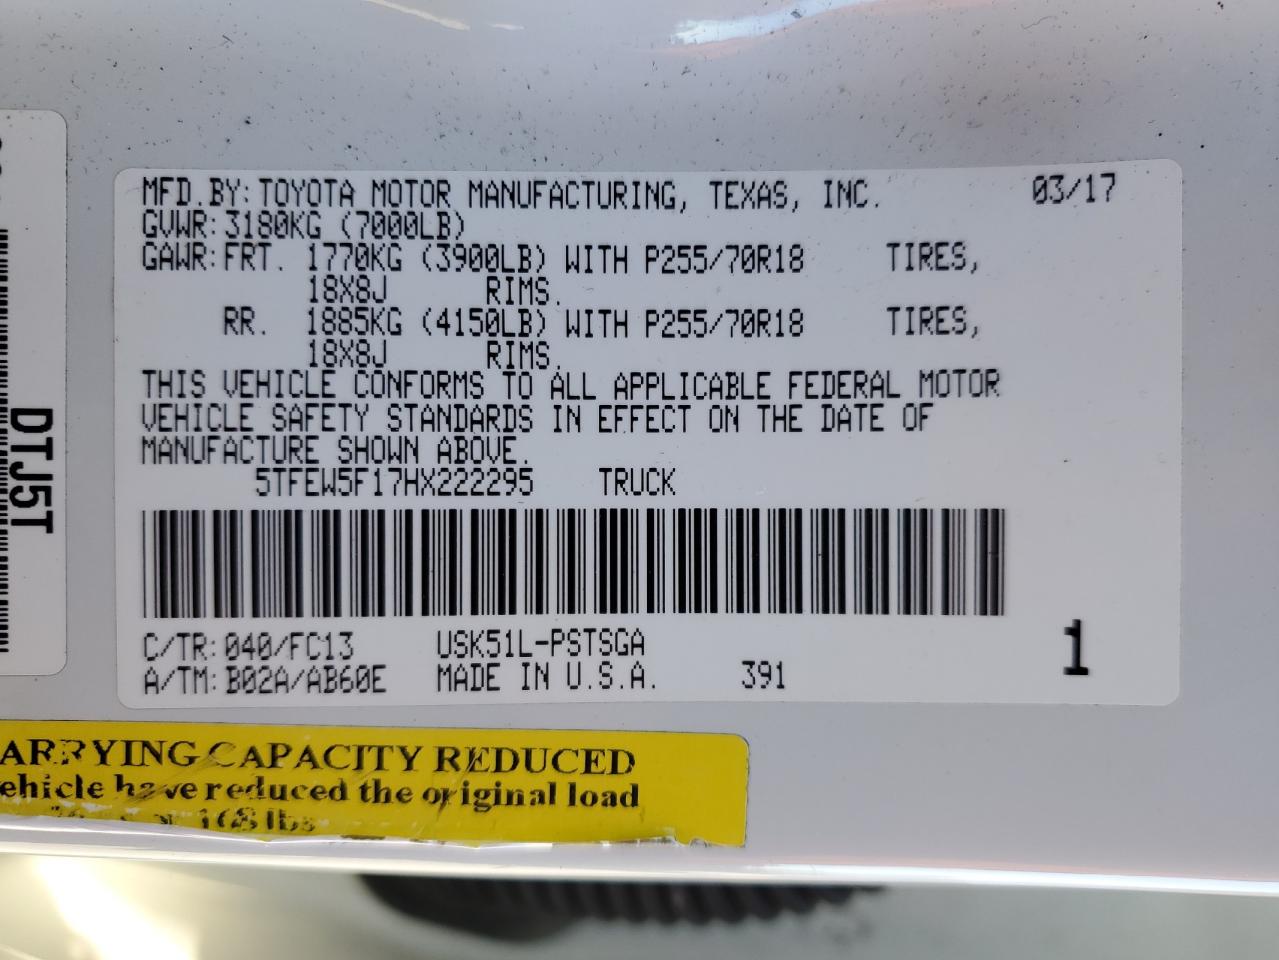 MFD.BY: TOYOTA MOTOR MANUFACTURING, TEXAS, INC. 03/17
GVWR: 3180KG (7000LB)
GAWR: FRT. 1770KG (3900LB) WITH P255/70R18 TIRES,
18X8J RIMS.
RR. 1885KG (4150LB) WITH P255/70R18 TIRES,
18X8J RIMS.
THIS VEHICLE CONFORMS TO ALL APPLICABLE FEDERAL MOTOR
VEHICLE SAFETY STANDARDS IN EFFECT ON THE DATE OF
MANUFACTURE SHOWN ABOVE.
5TFEW5F17HX222295 TRUCK
C/TR: 040/FC13 USK51L-PSTSGA
A/TM: B02A/AB60E MADE IN U.S.A. 391
1
DTJ5T
ARRYING CAPACITY REDUCED
ehicle have reduced the original load
168 lbs